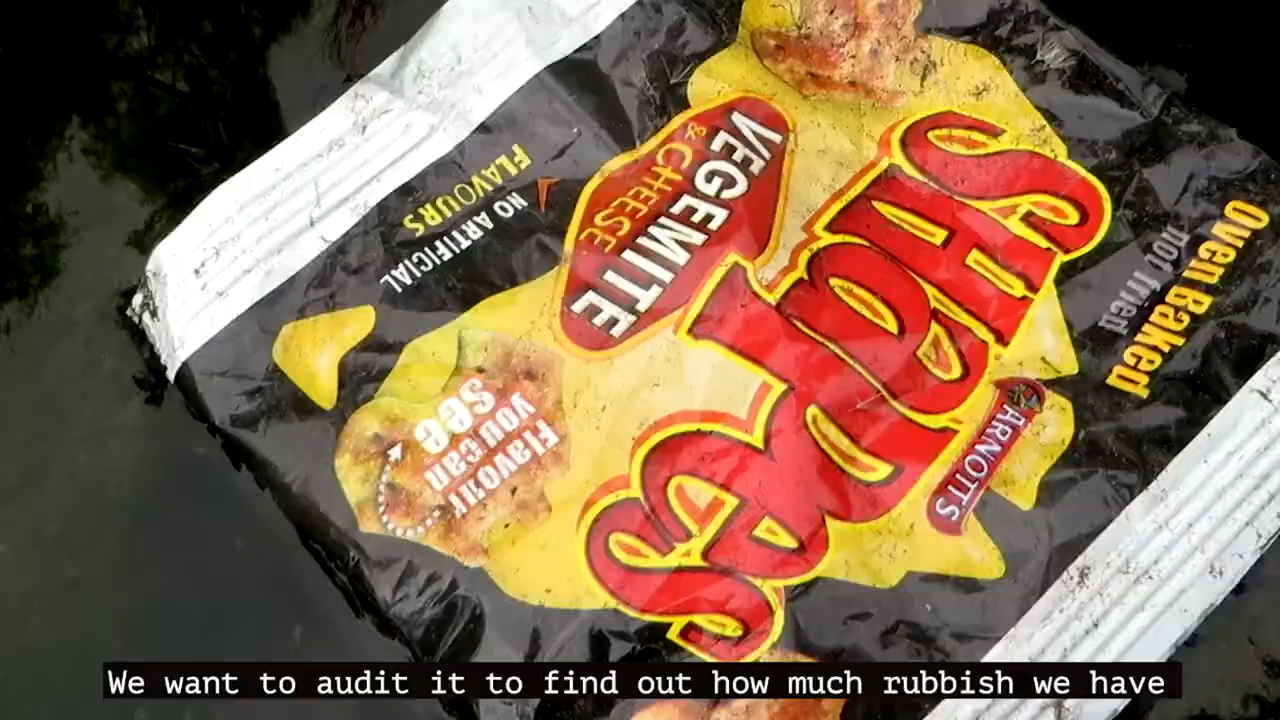 SHAPES
ARNOTT'S
VEGEMITE
& CHEESE
Oven Baked
not fried
NO ARTIFICIAL
FLAVOURS
Flavour
you can
see
We want to audit it to find out how much rubbish we have